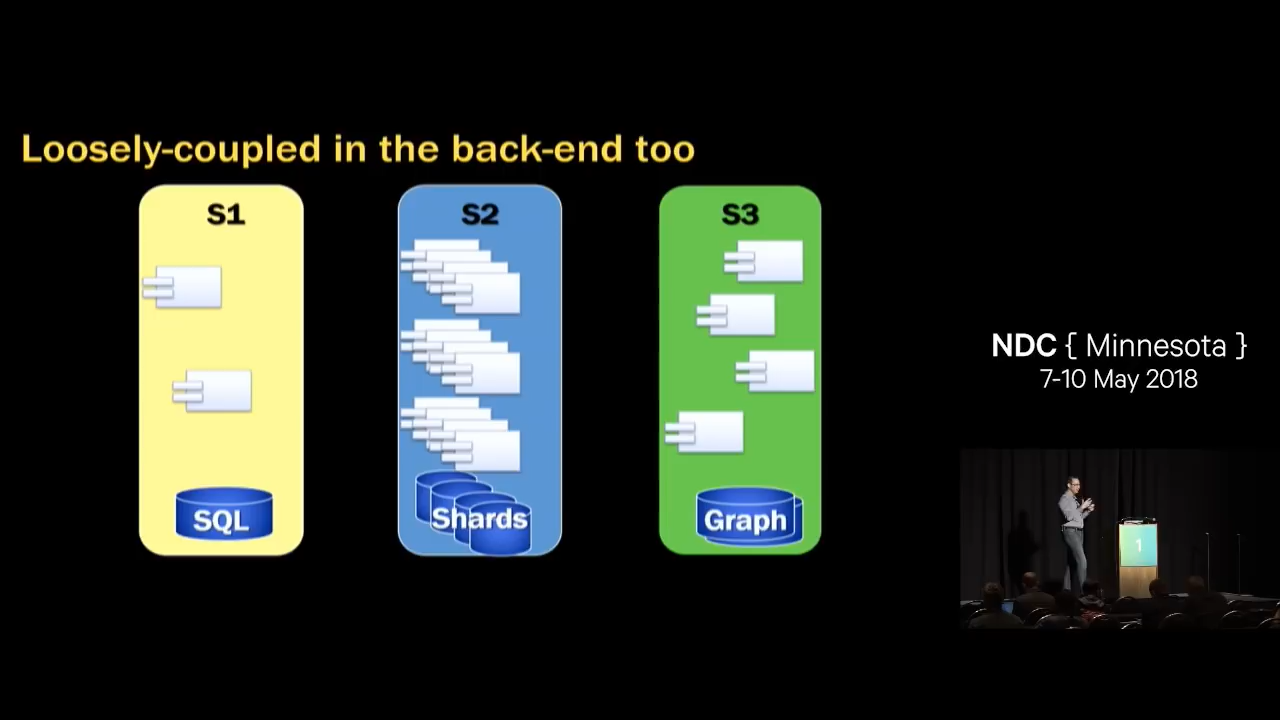 Loosely-coupled in the back-end too
S1
S2
S3
SQL
Shards
Graph
NDC { Minnesota }
7-10 May 2018
1